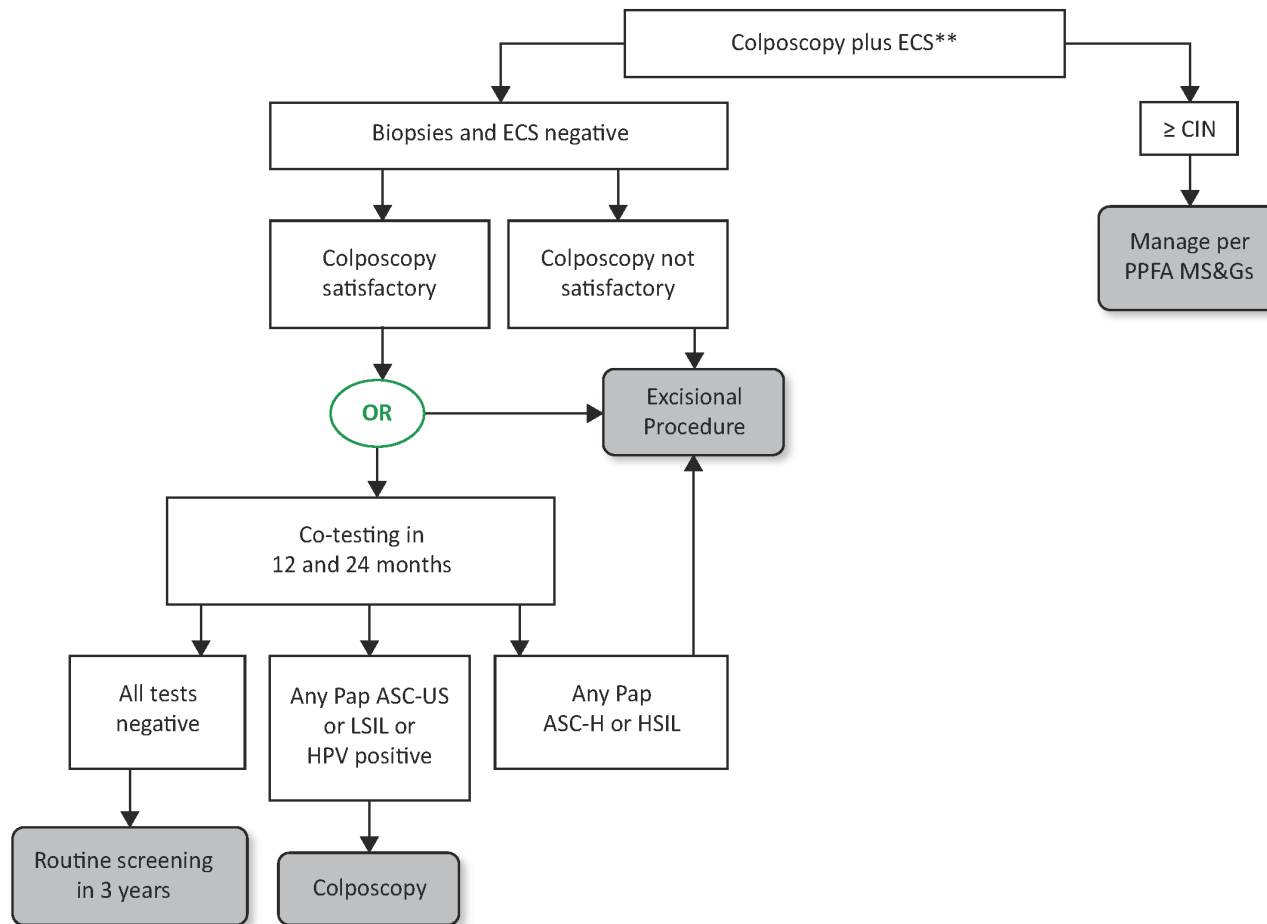 Colposcopy plus ECS**
Biopsies and ECS negative
≥ CIN
Colposcopy
satisfactory
Colposcopy not
satisfactory
Manage per
PPFA MS&Gs
OR
Excisional
Procedure
Co-testing in
12 and 24 months
All tests
negative
Any Pap ASC-US
or LSIL or
HPV positive
Any Pap
ASC-H or HSIL
Routine screening
in 3 years
Colposcopy